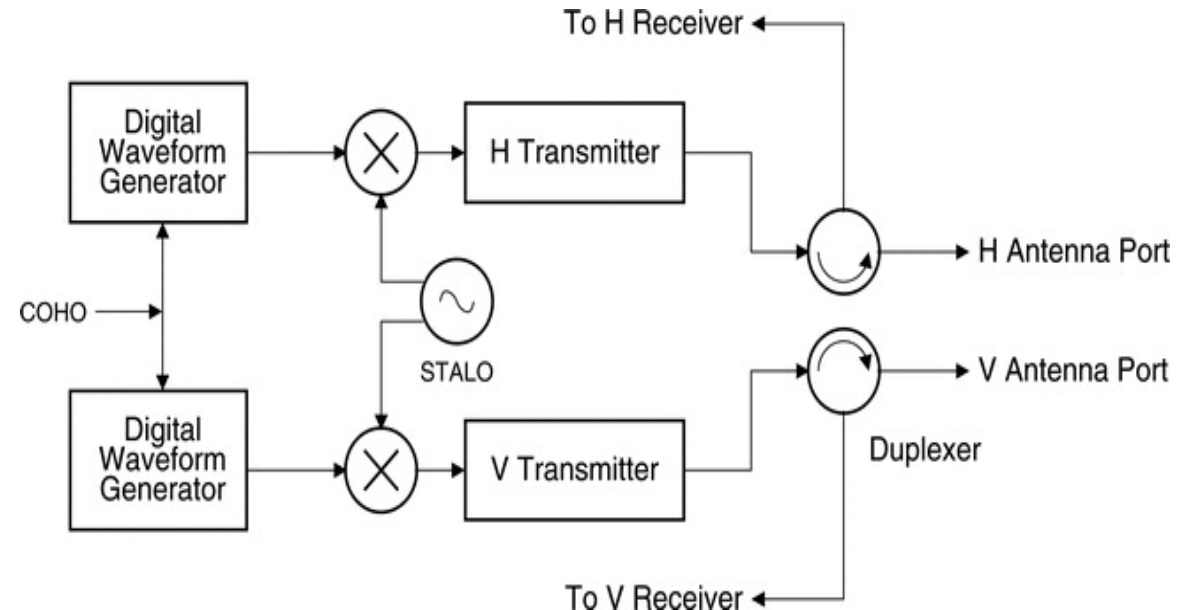 To H Receiver
Digital
Waveform
Generator
H Transmitter
H Antenna Port
COHO
STALO
V Antenna Port
Digital
Waveform
Generator
V Transmitter
Duplexer
To V Receiver